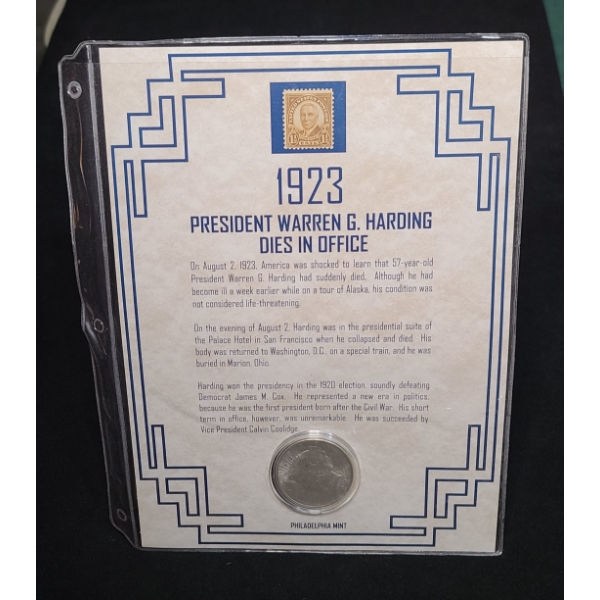 1½ 1½
1923
PRESIDENT WARREN G. HARDING
DIES IN OFFICE
On August 2, 1923, America was shocked to learn that 57-year-old
President Warren G. Harding had suddenly died. Although he had
become ill a week earlier while on a tour of Alaska, his condition was
not considered life-threatening.
On the evening of August 2, Harding was in the presidential suite of
the Palace Hotel in San Francisco when he collapsed and died. His
body was returned to Washington, D.C. on a special train, and he was
buried in Marion, Ohio.
Harding won the presidency in the 1920 election, soundly defeating
Democrat James M. Cox. He represented a new era in politics,
because he was the first president born after the Civil War. His short
term in office, however, was unremarkable. He was succeeded by
Vice President Calvin Coolidge.
PHILADELPHIA MINT